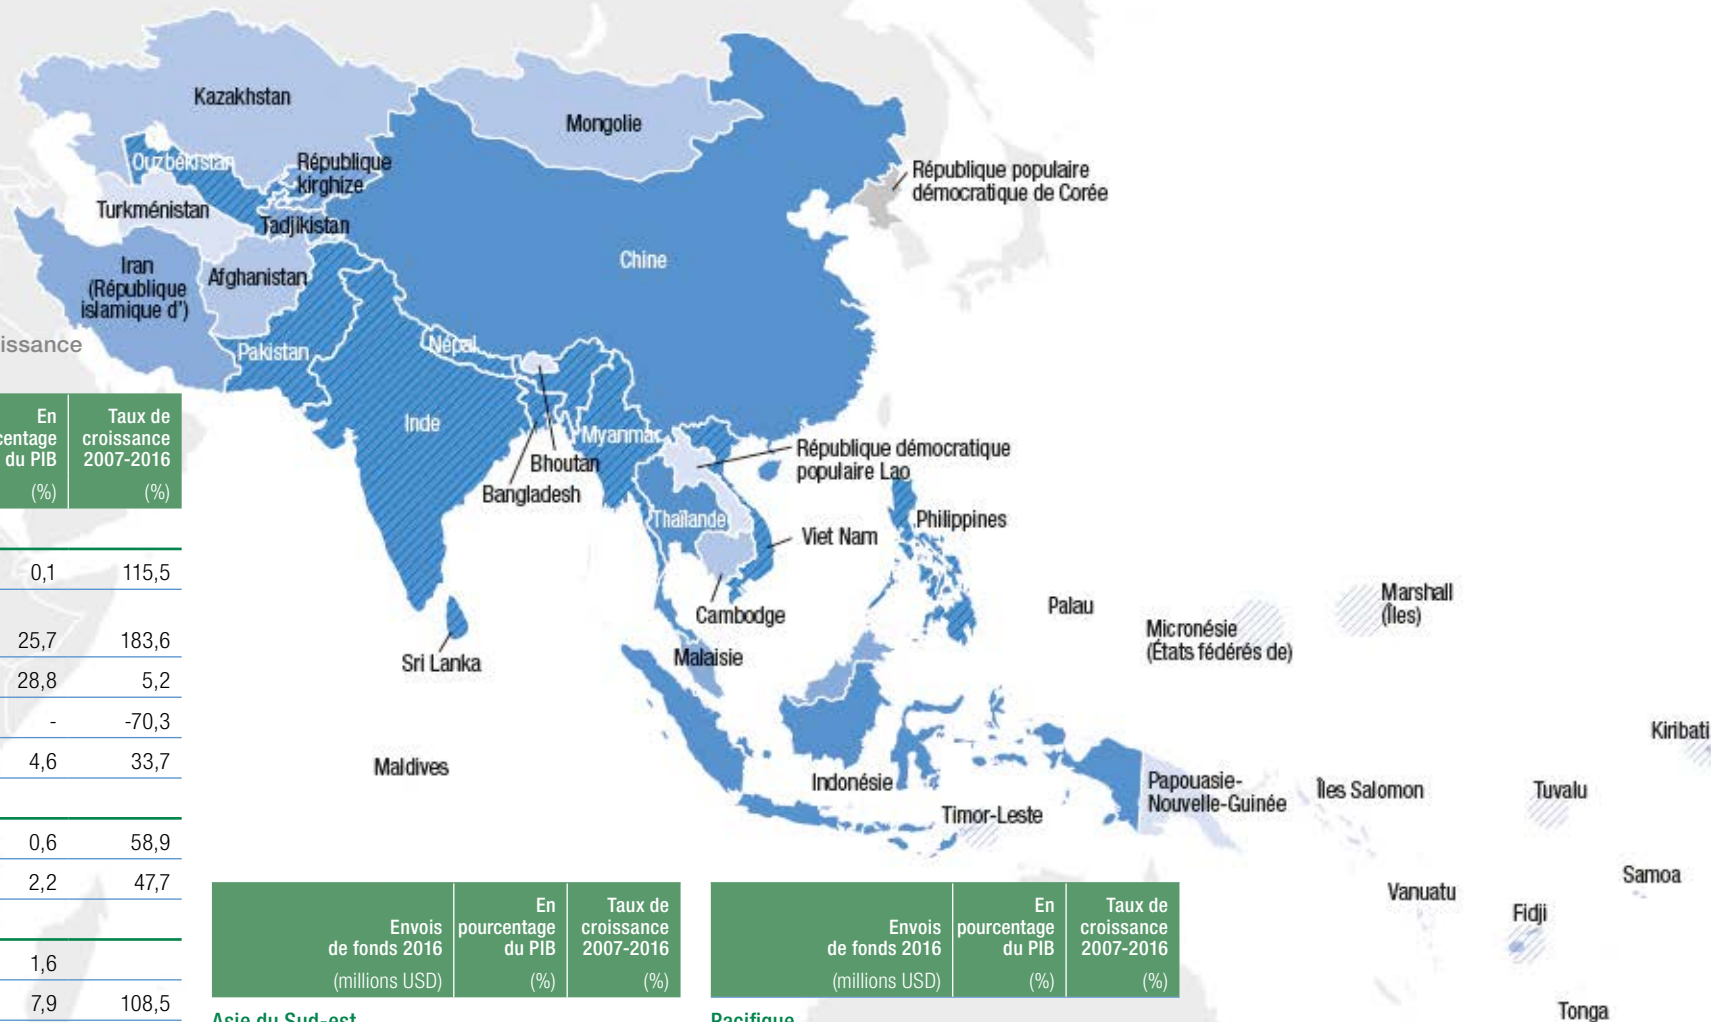 Kazakhstan
Mongolie
Ouzbékistan
République
kirghize
République populaire
démocratique de Corée
Turkménistan
Tadjikistan
Chine
Iran
(République
islamique d')
Afghanistan
issance
Pakistan
Népal
Inde
Myanmar
Bhoutan
Bangladesh
République démocratique
populaire Lao
Thaïlande
Viet Nam
Philippines
Cambodge
Sri Lanka
Malaisie
Palau
Micronésie
(États fédérés de)
Marshall
(Îles)
Kiribati
Maldives
Indonésie
Timor-Leste
Papouasie-
Nouvelle-Guinée
Îles Salomon
Tuvalu
Samoa
Vanuatu
Fidji
Tonga
En
centage
du PIB
(%)
Taux de
croissance
2007-2016
(%)
0,1 115,5
25,7 183,6
28,8 5,2
- -70,3
4,6 33,7
0,6 58,9
2,2 47,7
1,6
7,9 108,5
Envois
de fonds 2016
(millions USD)
En
pourcentage
du PIB
(%)
Taux de
croissance
2007-2016
(%)
Asie du Sud-est
Envois
de fonds 2016
(millions USD)
En
pourcentage
du PIB
(%)
Taux de
croissance
2007-2016
(%)
Pacifique